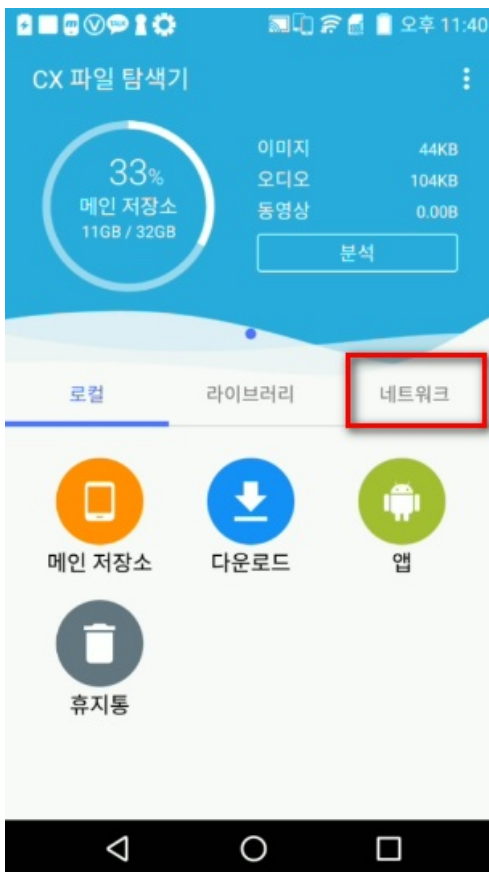 오후 11:40
CX 파일 탐색기
33%
메인 저장소
11GB / 32GB
이미지 44KB
오디오 104KB
동영상 0.00B
분석
로컬 라이브러리 네트워크
메인 저장소 다운로드 앱
휴지통